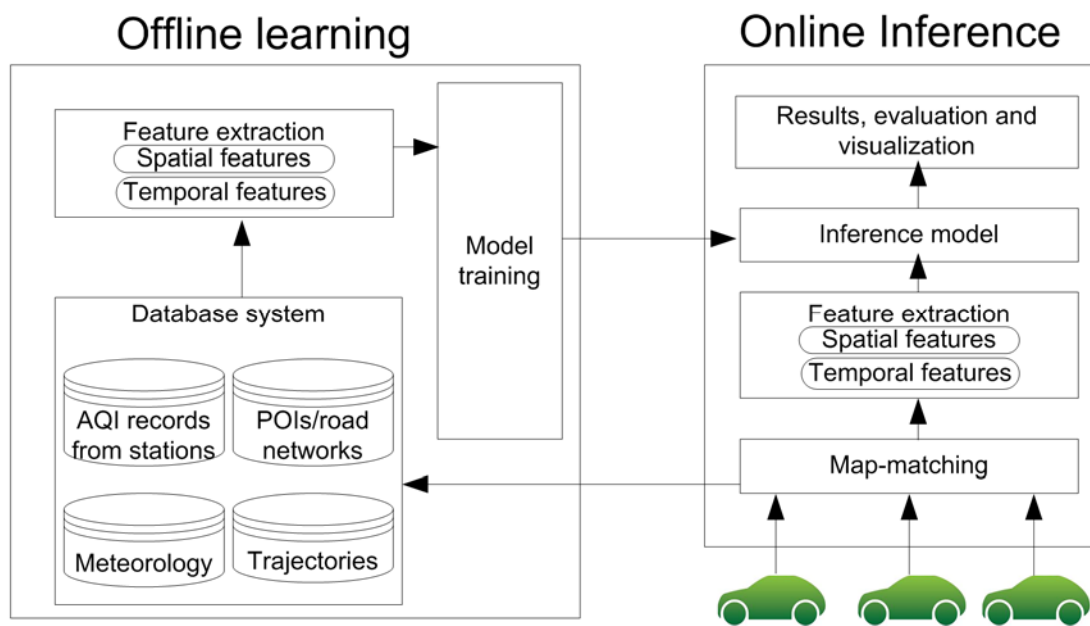 Offline learning
Feature extraction
Spatial features
Temporal features
Model
training
Database system
AQI records
from stations
POIs/road
networks
Meteorology
Trajectories
Online Inference
Results, evaluation and
visualization
Inference model
Feature extraction
Spatial features
Temporal features
Map-matching